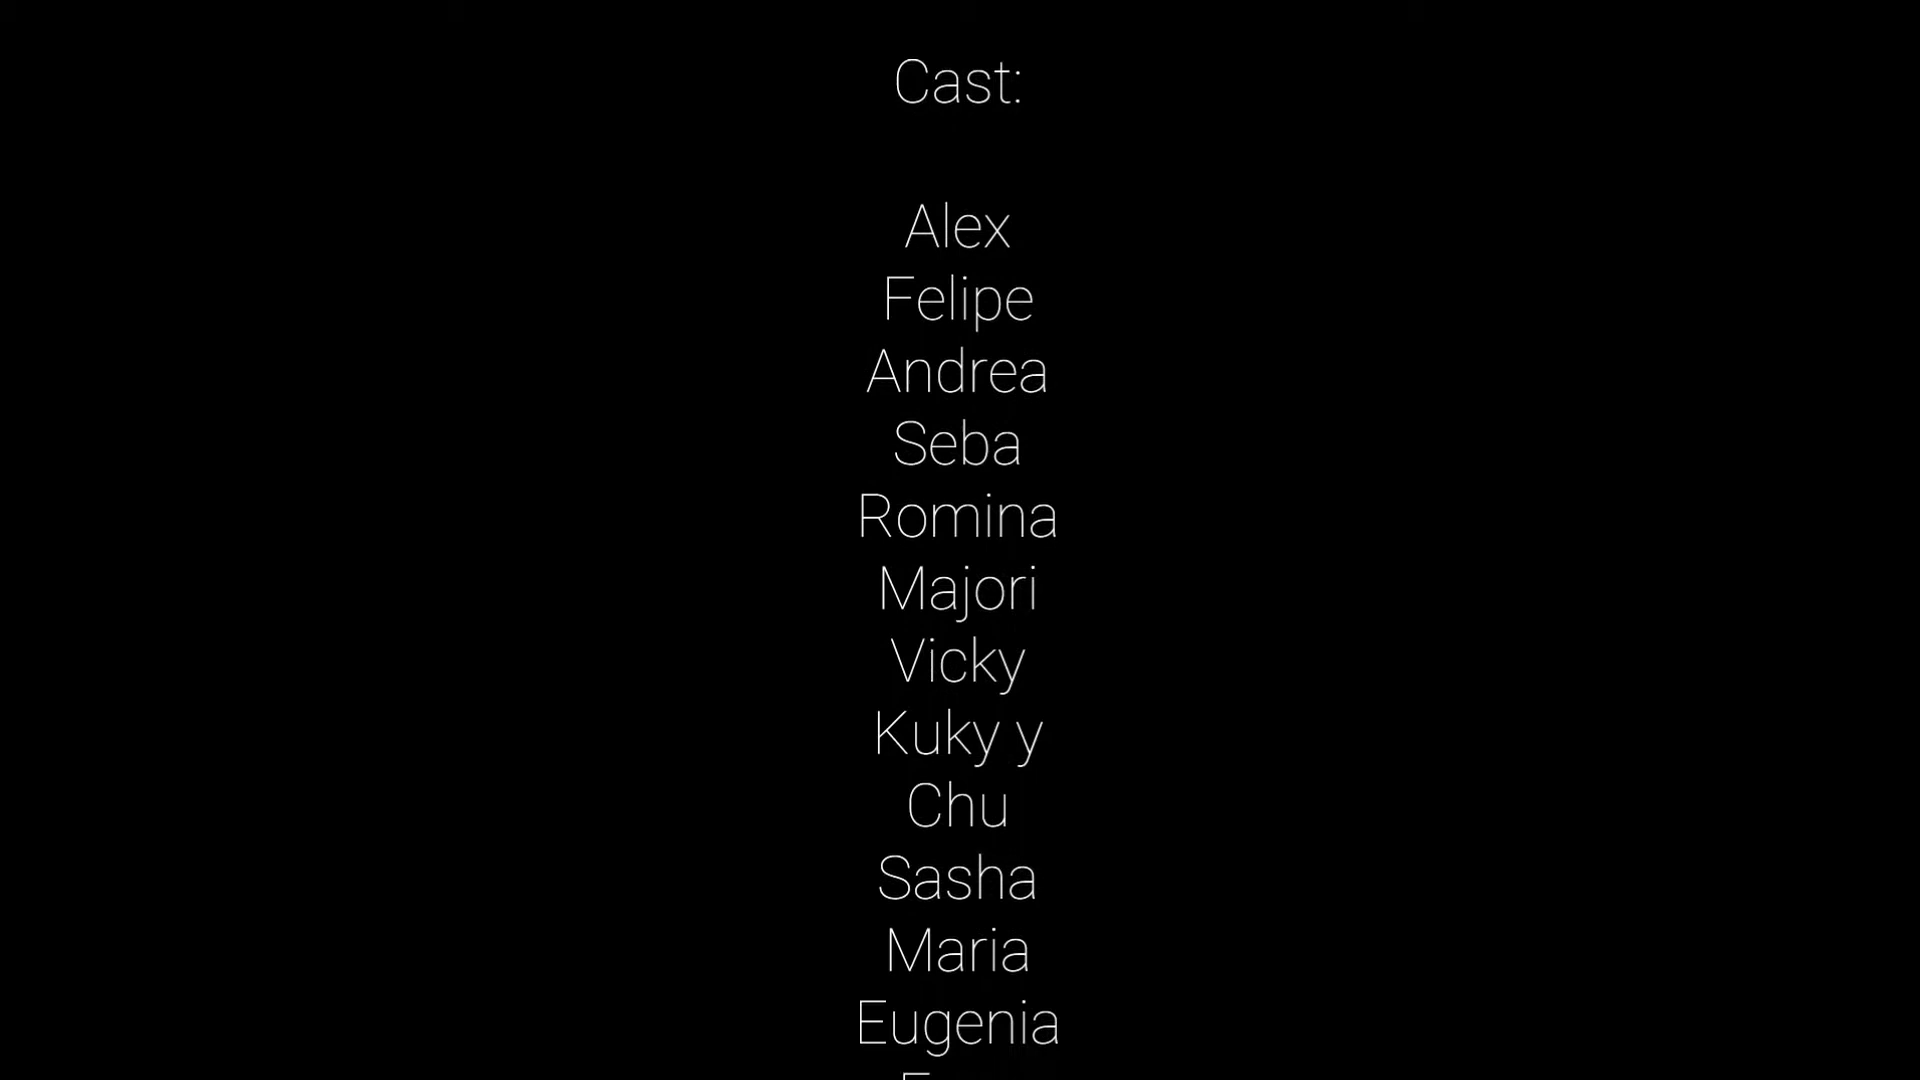 Cast:
Alex
Felipe
Andrea
Seba
Romina
Majori
Vicky
Kuky y
Chu
Sasha
Maria
Eugenia